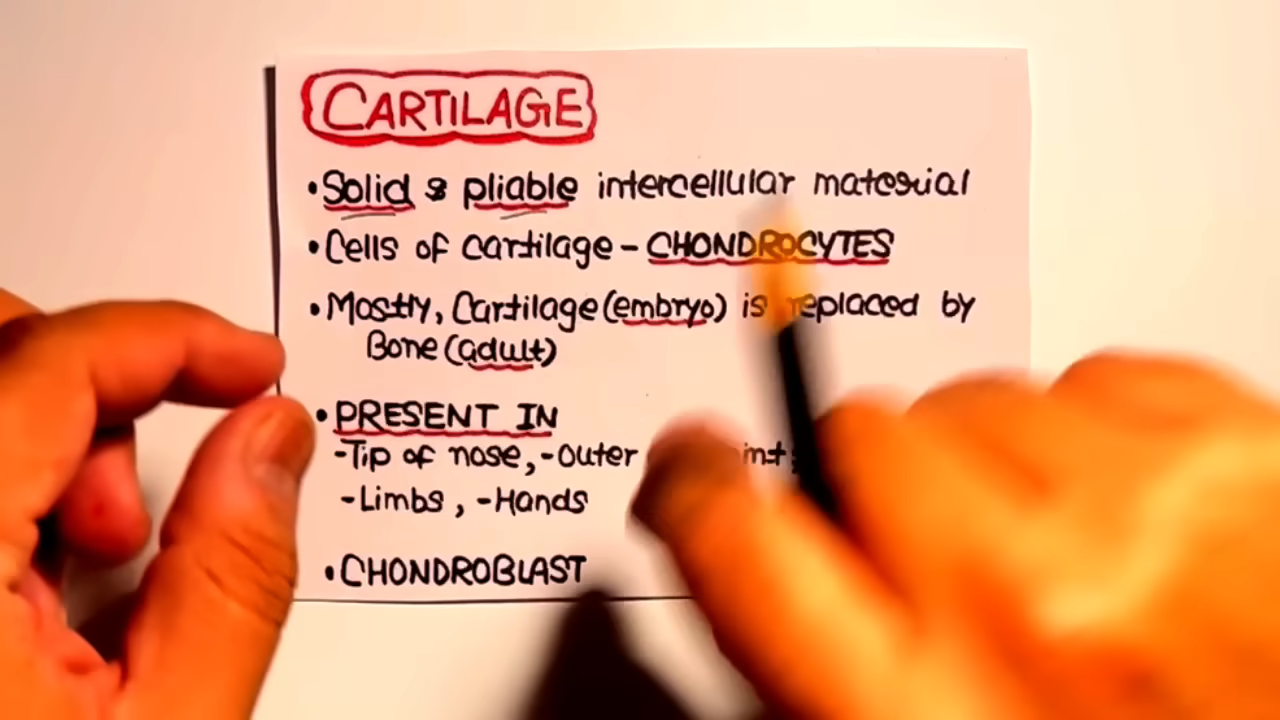 CARTILAGE
•Solid & pliable intercellular material
•Cells of cartilage – CHONDROCYTES
•Mostly, Cartilage (embryo) is replaced by
Bone (adult)
•PRESENT IN
-Tip of nose, -Outer
-Limbs, -Hands
•CHONDROBLAST